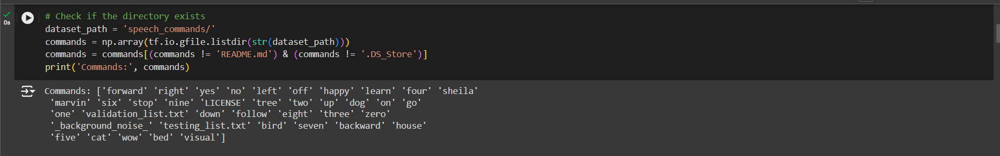 # Check if the directory exists
0s
dataset_path = 'speech_commands/'
commands = np.array(tf.io.gfile.listdir(str(dataset_path)))
commands = commands[(commands != 'README.md') & (commands != '.DS_Store')]
print('Commands:', commands)
Commands: ['forward' 'right' 'yes' 'no' 'left' 'off' 'happy' 'learn' 'four' 'sheila'
'marvin' 'six' 'stop' 'nine' 'LICENSE' 'tree' 'two' 'up' 'dog' 'on' 'go'
'one' 'validation_list.txt' 'down' 'follow' 'eight' 'three' 'zero'
'_background_noise_' 'testing_list.txt' 'bird' 'seven' 'backward' 'house'
'five' 'cat' 'wow' 'bed' 'visual']